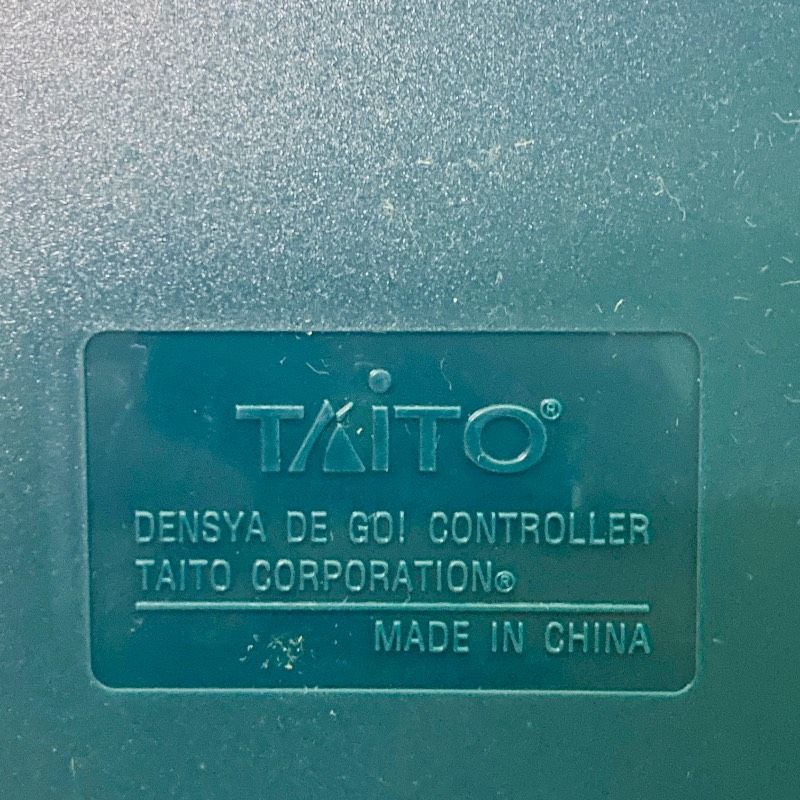 TAITO®
DENSYA DE GO! CONTROLLER
TAITO CORPORATION®
MADE IN CHINA